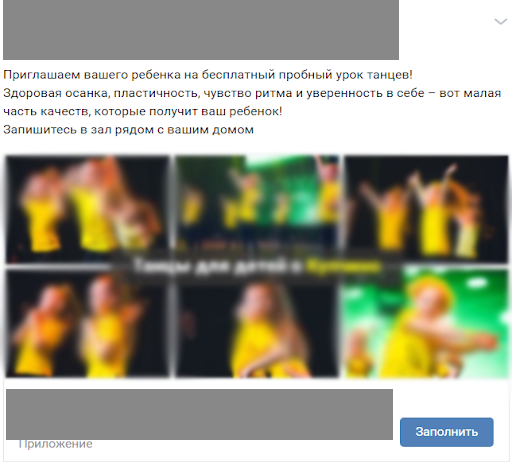 Приглашаем вашего ребенка на бесплатный пробный урок танцев!
Здоровая осанка, пластичность, чувство ритма и уверенность в себе – вот малая
часть качеств, которые получит ваш ребенок!
Запишитесь в зал рядом с вашим домом
Танцы для детей в
Приложение
Заполнить